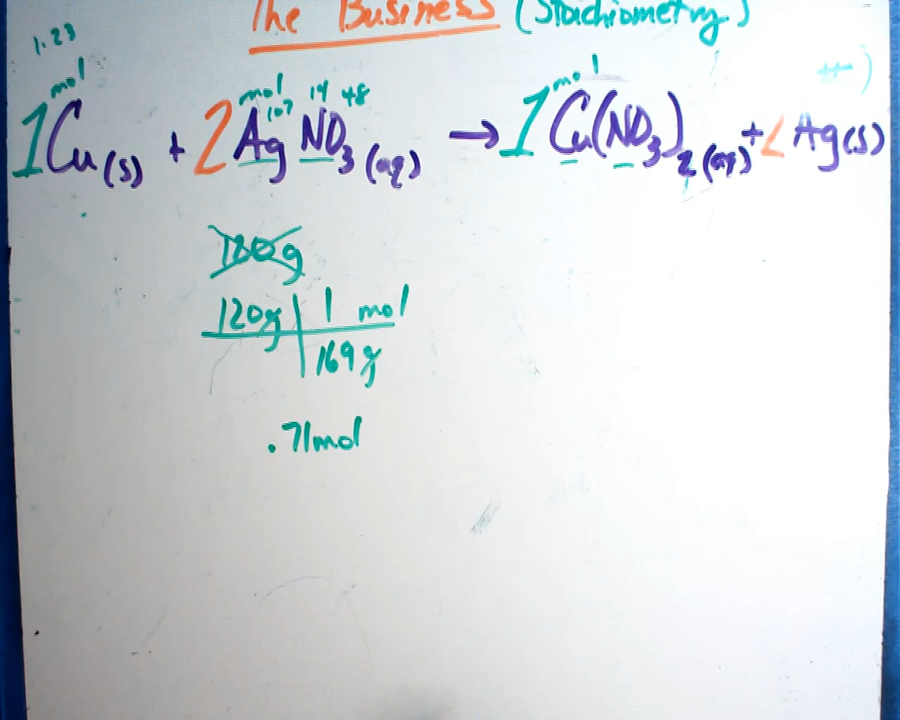 The Business (Stoichiometry)
1.23
mol mol 107 14 48 mol
1Cu(s) + 2AgNO3(aq) → 1Cu(NO3)2(aq) + 2Ag(s)
180g
120g | 1 mol
169g
.71mol